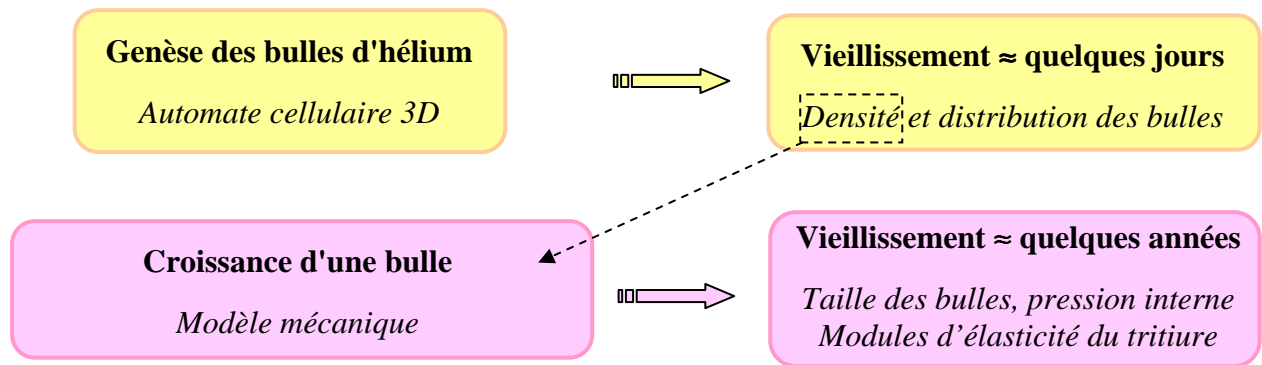 Genèse des bulles d'hélium
Automate cellulaire 3D
Vieillissement ≈ quelques jours
Densité et distribution des bulles
Croissance d'une bulle
Modèle mécanique
Vieillissement ≈ quelques années
Taille des bulles, pression interne
Modules d’élasticité du tritiure